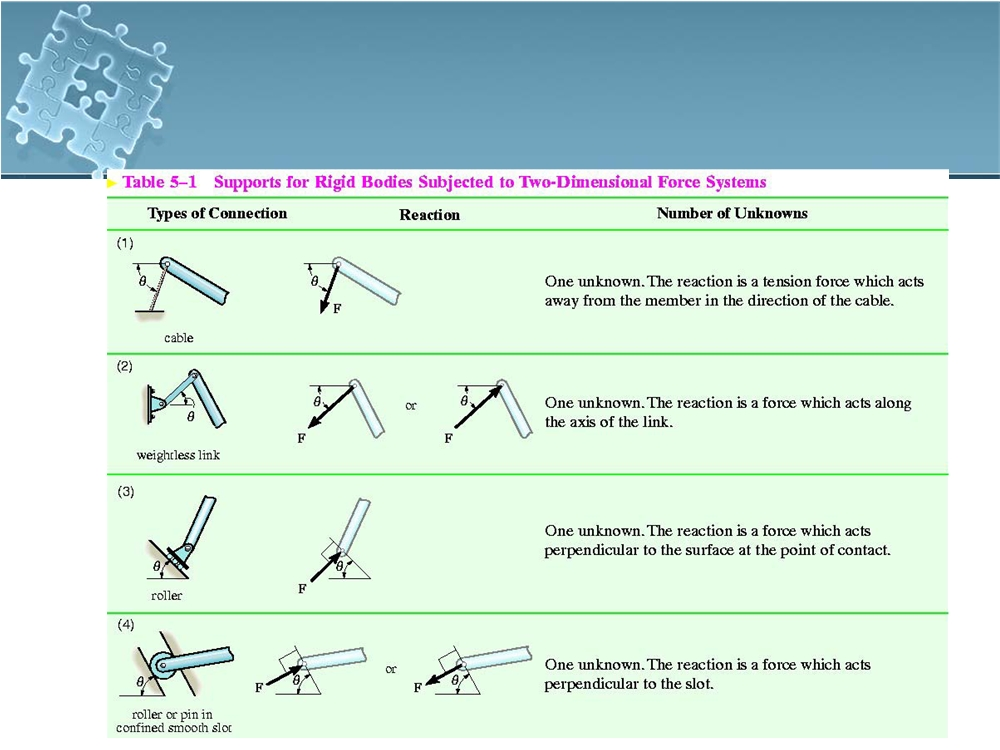 Table 5–1 Supports for Rigid Bodies Subjected to Two-Dimensional Force Systems
Types of Connection Reaction Number of Unknowns
(1)
θ
θ
F
One unknown. The reaction is a tension force which acts
away from the member in the direction of the cable.
cable
(2)
θ
θ
F
or
θ
F
One unknown. The reaction is a force which acts along
the axis of the link.
weightless link
(3)
θ
θ
F
One unknown. The reaction is a force which acts
perpendicular to the surface at the point of contact.
roller
(4)
θ
θ
F
or
θ
F
One unknown. The reaction is a force which acts
perpendicular to the slot.
roller or pin in
confined smooth slot